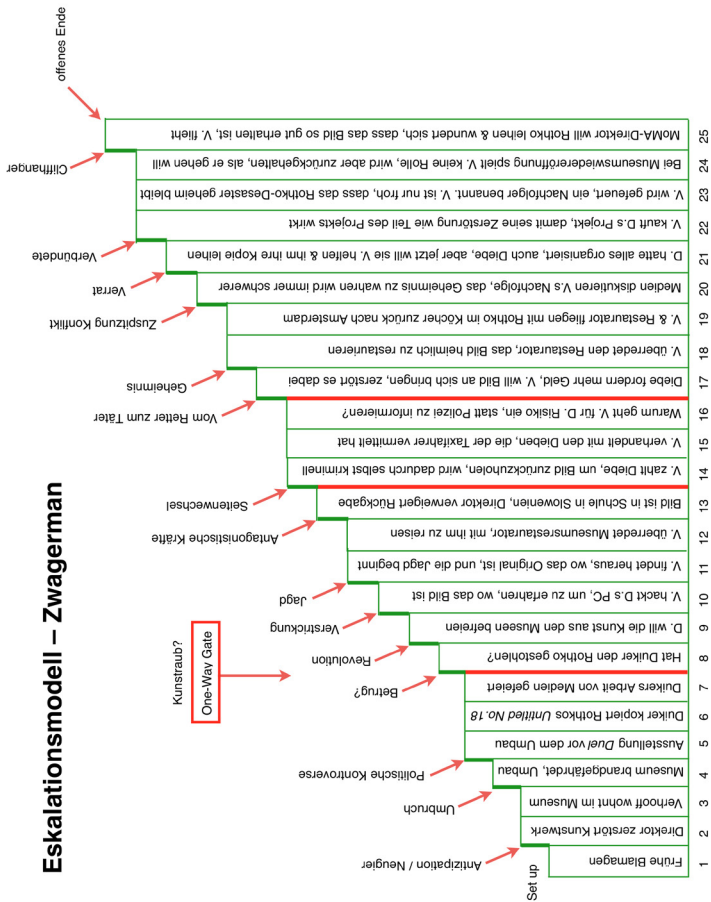 Eskalationsmodell – Zwagerman
Kunstraub?
One-Way Gate
Set up
Antizipation / Neugier
Umbruch
Politische Kontroverse
Betrug?
Revolution
Verstrickung
Jagd
Antagonistische Kräfte
Seitenwechsel
Vom Retter zum Täter
Geheimnis
Zuspitzung Konflikt
Verrat
Verbündete
Cliffhanger
offenes Ende
1 Frühe Blamagen
2 Direktor zerstört Kunstwerk
3 Verhooff wohnt im Museum
4 Museum brandgefährdet, Umbau
5 Ausstellung Duel vor dem Umbau
6 Duiker kopiert Rothkos Untitled No.18
7 Duikers Arbeit von Medien gefeiert
8 Hat Duiker den Rothko gestohlen?
9 D. will die Kunst aus den Museen befreien
10 V. hackt D.s PC, um zu erfahren, wo das Bild ist
11 V. findet heraus, wo das Original ist, und die Jagd beginnt
12 V. überredet Museumsrestaurator, mit ihm zu reisen
13 Bild ist in Schule in Slowenien, Direktor verweigert Rückgabe
14 V. zahlt Diebe, um Bild zurückzuholen, wird dadurch selbst kriminell
15 V. verhandelt mit den Dieben, die der Taxifahrer vermittelt hat
16 Warum geht V. für D. Risiko ein, statt Polizei zu informieren?
17 Diebe fordern mehr Geld, V. will Bild an sich bringen, zerstört es dabei
18 V. überredet den Restaurator, das Bild heimlich zu restaurieren
19 V. & Restaurator fliegen mit Rothko im Köcher zurück nach Amsterdam
20 Medien diskutieren V.s Nachfolge, das Geheimnis zu wahren wird immer schwerer
21 D. hatte alles organisiert, auch Diebe, aber jetzt will sie V. helfen & ihm ihre Kopie leihen
22 V. kauft D.s Projekt, damit seine Zerstörung wie Teil des Projekts wirkt
23 V. wird gefeuert, ein Nachfolger benannt. V. ist nur froh, dass das Rothko-Desaster geheim bleibt
24 Bei Museumswiedereröffnung spielt V. keine Rolle, wird aber zurückgehalten, als er gehen will
25 MoMA-Direktor will Rothko leihen & wundert sich, dass das Bild so gut erhalten ist, V. flieht